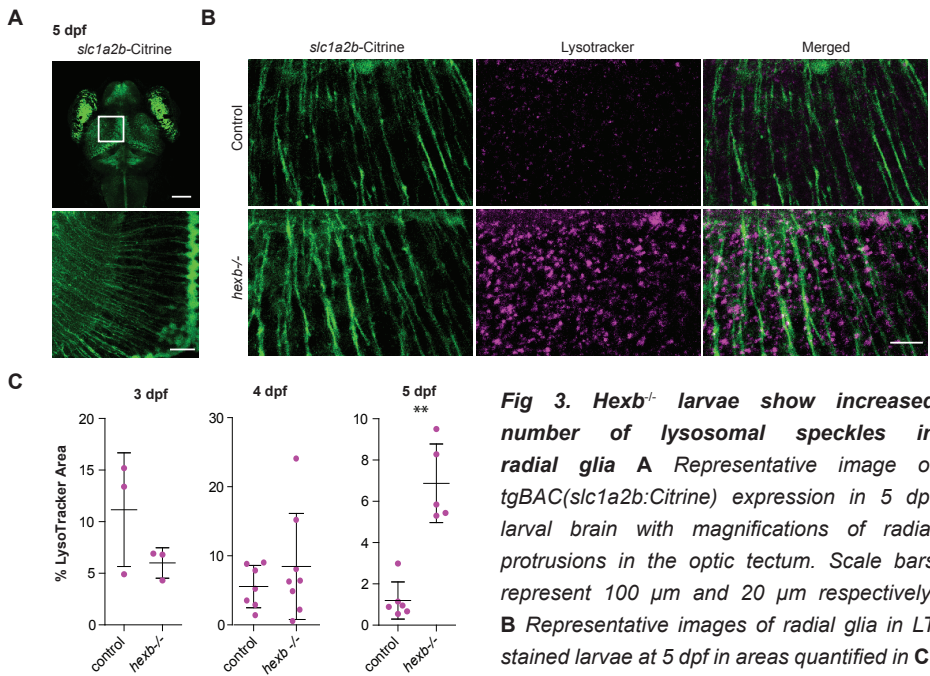 A
5 dpf
slc1a2b-Citrine
B
slc1a2b-Citrine
Lysotracker
Merged
Control
hexb-/-
C
3 dpf
4 dpf
5 dpf
% LysoTracker Area
20
15
10
5
0
control
hexb-/-
30
20
10
0
control
hexb -/-
**
10
8
6
4
2
0
control
hexb-/-
Fig 3. Hexb-/- larvae show increased
number of lysosomal speckles in
radial glia A Representative image o
tgBAC(slc1a2b:Citrine) expression in 5 dp
larval brain with magnifications of radia
protrusions in the optic tectum. Scale bars
represent 100 µm and 20 µm respectively
B Representative images of radial glia in LT
stained larvae at 5 dpf in areas quantified in C